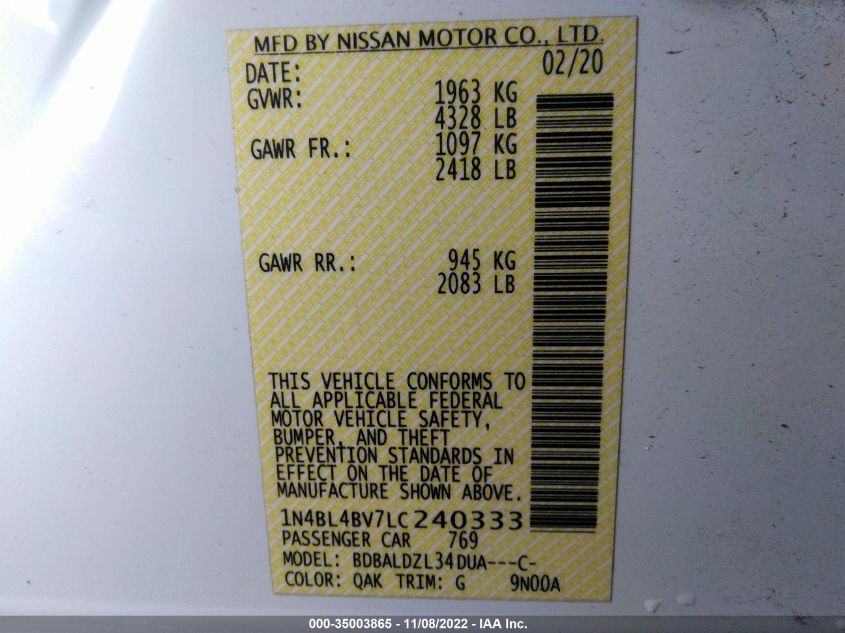 MFD BY NISSAN MOTOR CO., LTD.
DATE: 02/20
GVWR: 1963 KG
4328 LB
GAWR FR.: 1097 KG
2418 LB
GAWR RR.: 945 KG
2083 LB
THIS VEHICLE CONFORMS TO
ALL APPLICABLE FEDERAL
MOTOR VEHICLE SAFETY,
BUMPER, AND THEFT
PREVENTION STANDARDS IN
EFFECT ON THE DATE OF
MANUFACTURE SHOWN ABOVE.
1N4BL4BV7LC240333
PASSENGER CAR 769
MODEL: BDBALDZL34DUA---C-
COLOR: QAK TRIM: G 9N00A
000-35003865 - 11/08/2022 - IAA Inc.